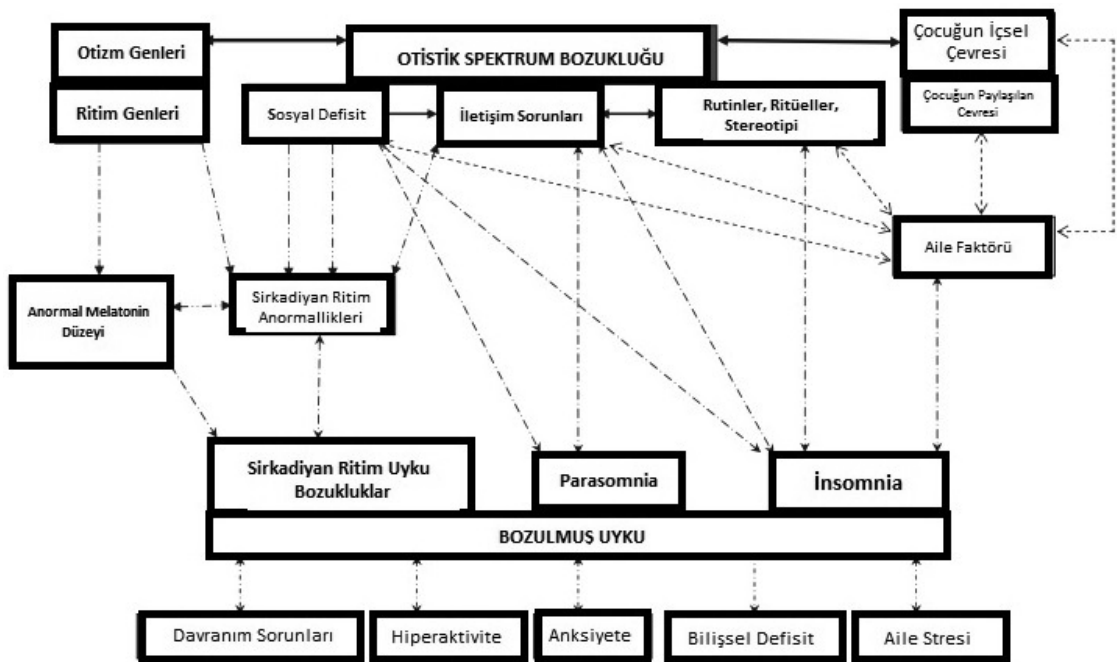 Otizm Genleri
OTİSTİK SPEKTRUM BOZUKLUĞU
Çocuğun İçsel
Çevresi
Ritim Genleri
Sosyal Defisit
İletişim Sorunları
Rutinler, Ritüeller,
Stereotipi
Çocuğun Paylaşılan
Cevresi
Aile Faktörü
Anormal Melatonin
Düzeyi
Sirkadiyan Ritim
Anormallikleri
Sirkadiyan Ritim Uyku
Bozukluklar
Parasomnia
İnsomnia
BOZULMUŞ UYKU
Davranım Sorunları
Hiperaktivite
Anksiyete
Bilişsel Defisit
Aile Stresi